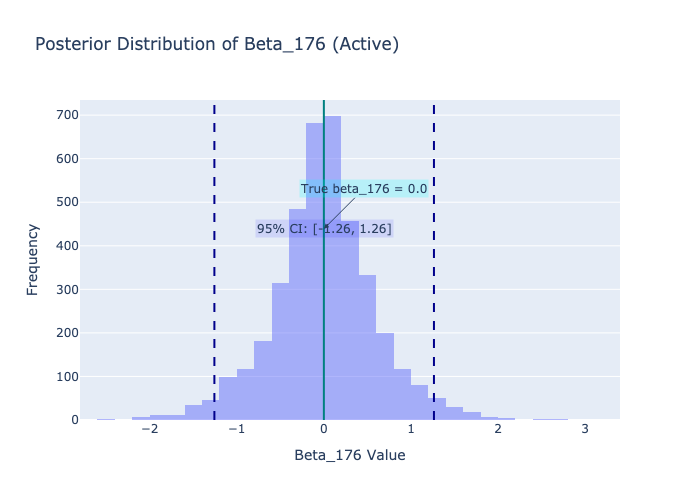 Posterior Distribution of Beta_176 (Active)
700
600
500
400
300
200
100
0
Frequency
True beta_176 = 0.0
95% CI: [-1.26, 1.26]
−2
−1
0
1
2
3
Beta_176 Value